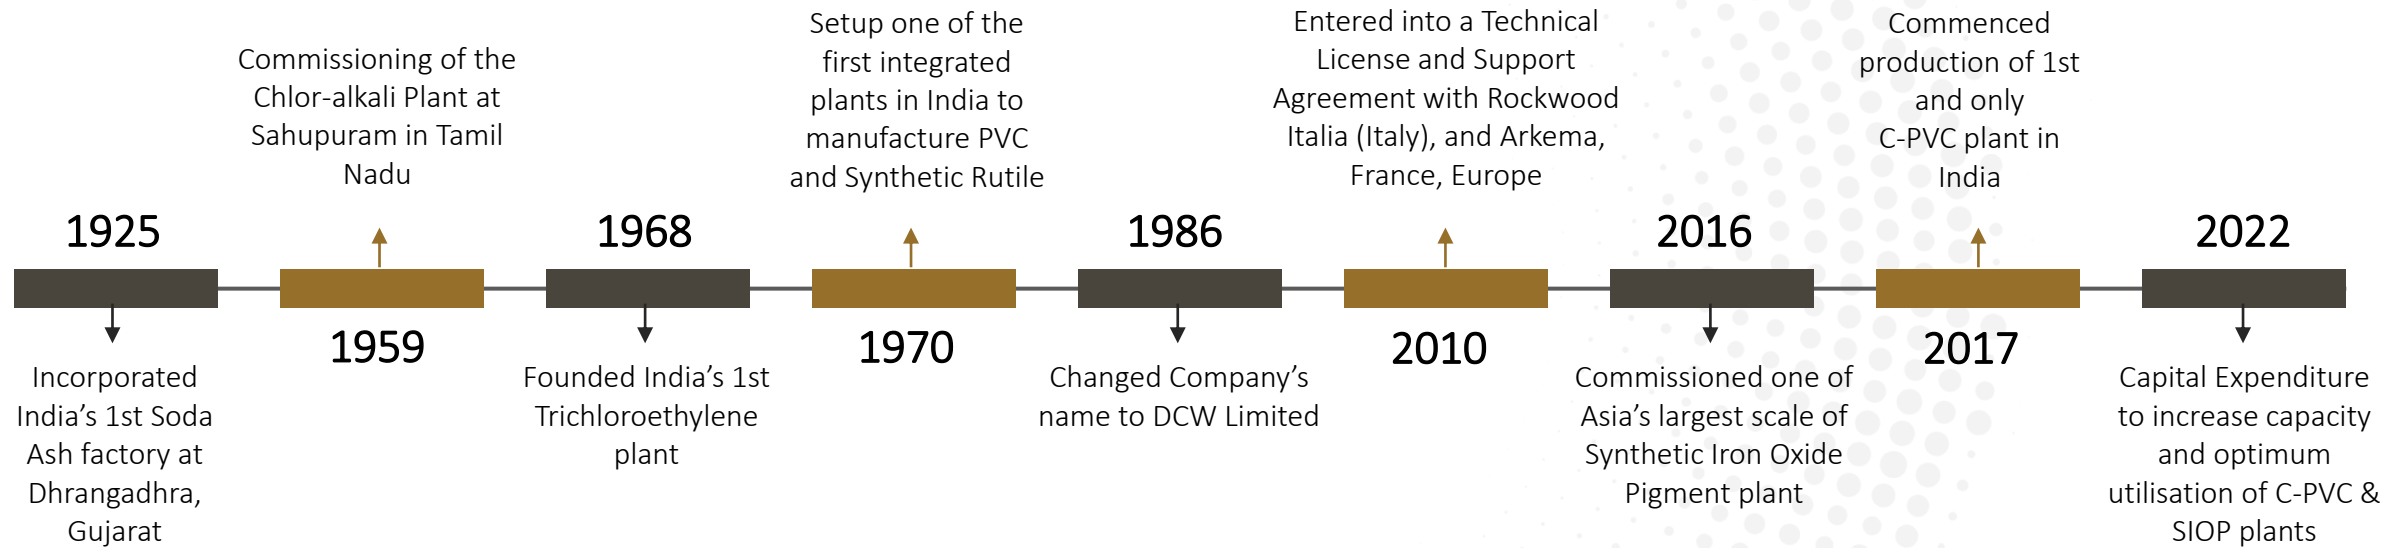 1925
Incorporated
India's 1st Soda
Ash factory at
Dhrangadhra,
Gujarat
Commissioning of the
Chlor-alkali Plant at
Sahupuram in Tamil
Nadu
1959
1968
Founded India's 1st
Trichloroethylene
plant
Setup one of the
first integrated
plants in India to
manufacture PVC
and Synthetic Rutile
1970
1986
Changed Company's
name to DCW Limited
Entered into a Technical
License and Support
Agreement with Rockwood
Italia (Italy), and Arkema,
France, Europe
2010
2016
Commissioned one of
Asia's largest scale of
Synthetic Iron Oxide
Pigment plant
Commenced
production of 1st
and only
C-PVC plant in
India
2017
2022
Capital Expenditure
to increase capacity
and optimum
utilisation of C-PVC &
SIOP plants